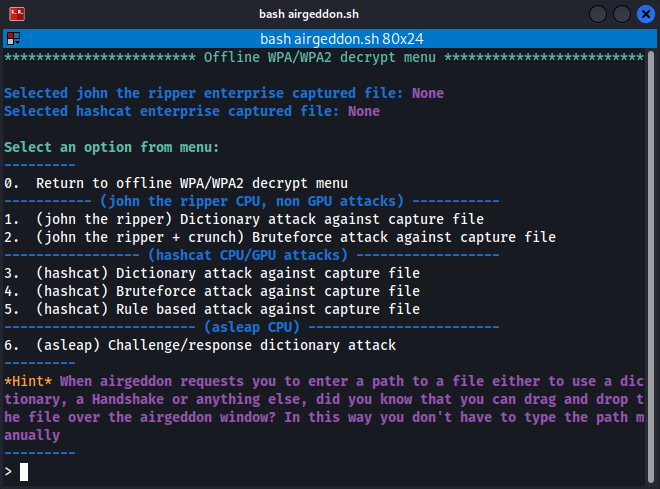 bash airgeddon.sh
bash airgeddon.sh 80x24
************************ Offline WPA/WPA2 decrypt menu *************************
Selected john the ripper enterprise captured file: None
Selected hashcat enterprise captured file: None
Select an option from menu:
---------
0.  Return to offline WPA/WPA2 decrypt menu
----------- (john the ripper CPU, non GPU attacks) -----------
1.  (john the ripper) Dictionary attack against capture file
2.  (john the ripper + crunch) Bruteforce attack against capture file
----------------- (hashcat CPU/GPU attacks) ------------------
3.  (hashcat) Dictionary attack against capture file
4.  (hashcat) Bruteforce attack against capture file
5.  (hashcat) Rule based attack against capture file
------------------------ (asleap CPU) ------------------------
6.  (asleap) Challenge/response dictionary attack
---------
*Hint* When airgeddon requests you to enter a path to a file either to use a dic
tionary, a Handshake or anything else, did you know that you can drag and drop t
he file over the airgeddon window? In this way you don't have to type the path m
anually
---------
>